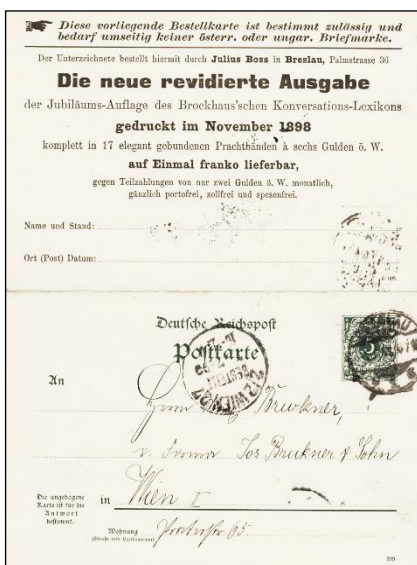 Diese vorliegende Bestellkarte ist bestimmt zulässig und
bedarf umseitig keiner österr. oder ungar. Briefmarke.
Der Unterzeichnete bestellt hiermit durch Julius Boss in Breslau, Palmstrasse 36
Die neue revidierte Ausgabe
der Jubiläums-Auflage des Brockhaus'schen Konversations-Lexikons
gedruckt im November 1898
komplett in 17 elegant gebundenen Prachtbänden à sechs Gulden ö. W.
auf Einmal franko lieferbar,
gegen Teilzahlungen von nur zwei Gulden ö. W. monatlich,
gänzlich portofrei, zollfrei und spesenfrei.
Name und Stand:
Ort (Post) Datum:
Deutsche Reichspost
Postkarte
An
Herrn Bruckner,
v. Firma Jos Bruckner & Sohn
in Wien I
Die angebogene
Karte ist für die
Antwort
bestimmt.
Wohnung
Praterstr 65.